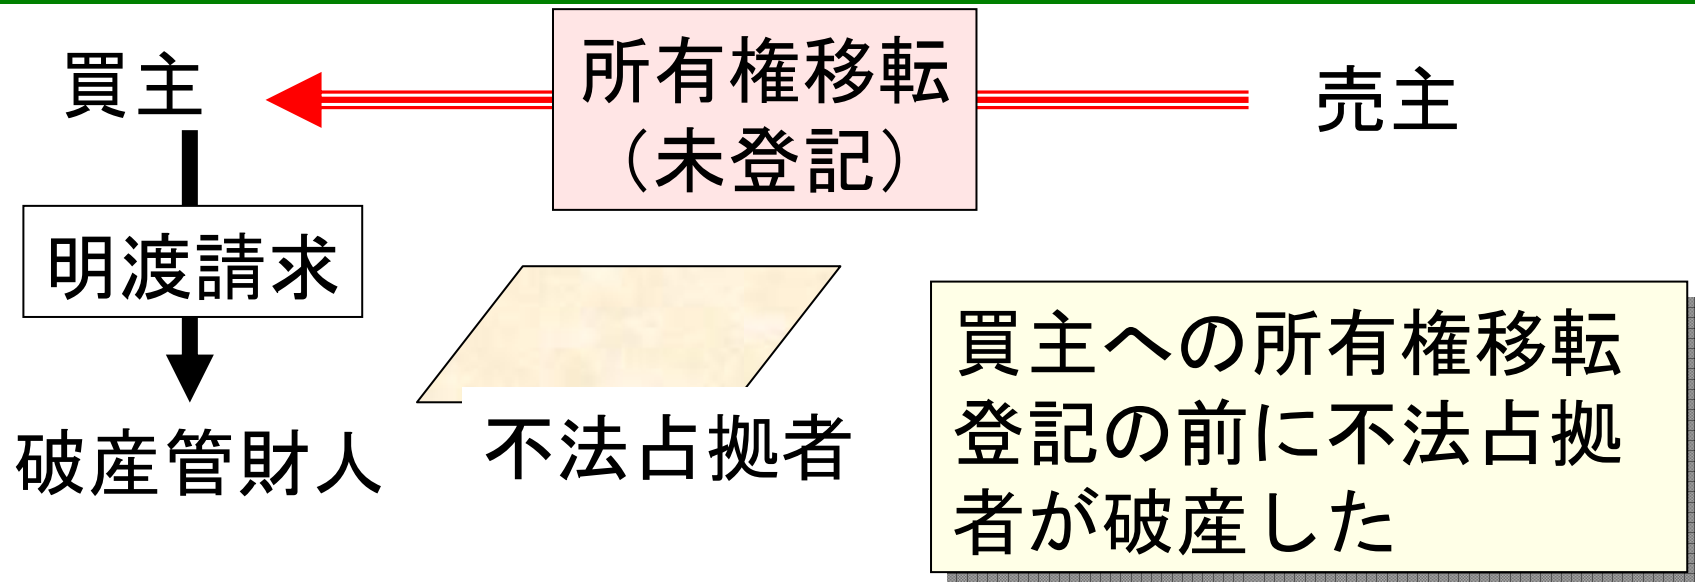 買主
所有権移転
(未登記)
売主
明渡請求
破産管財人
不法占拠者
買主への所有権移転
登記の前に不法占拠
者が破産した